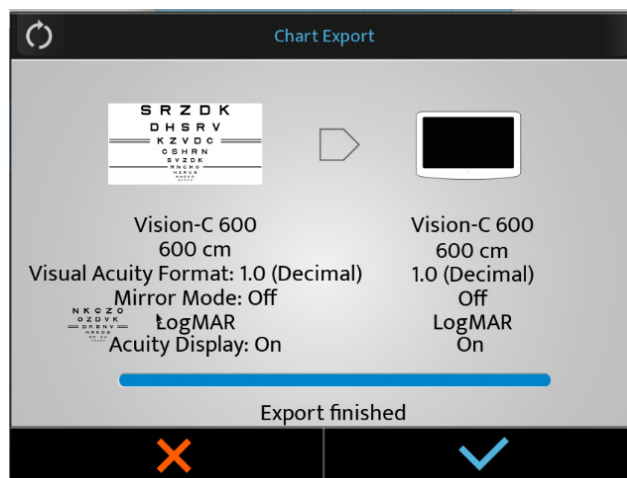 Chart Export
S R Z D K
D H S R V
K Z V D C
O S H R N
S V Z D K
R N C H O
Vision-C 600
600 cm
Visual Acuity Format: 1.0 (Decimal)
Mirror Mode: Off
LogMAR
Acuity Display: On
N K C Z O
O Z D V K
D K S N V
Vision-C 600
600 cm
1.0 (Decimal)
Off
LogMAR
On
Export finished